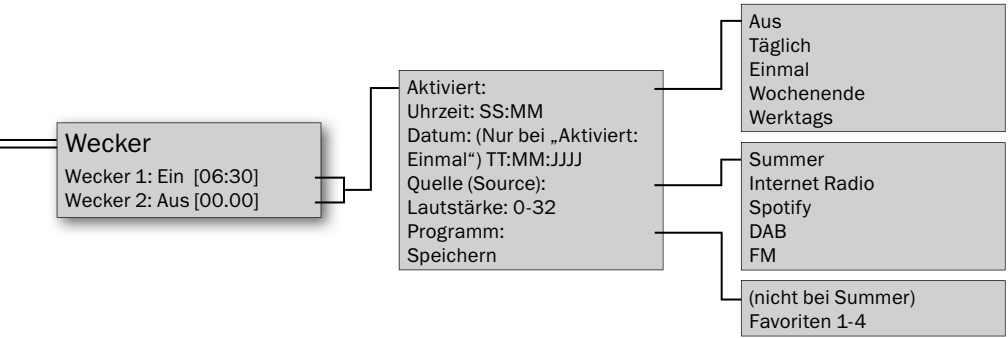 Wecker
Wecker 1: Ein [06:30]
Wecker 2: Aus [00.00]
Aktiviert:
Uhrzeit: SS:MM
Datum: (Nur bei „Aktiviert:
Einmal“) TT:MM:JJJJ
Quelle (Source):
Lautstärke: 0-32
Programm:
Speichern
Aus
Täglich
Einmal
Wochenende
Werktags
Summer
Internet Radio
Spotify
DAB
FM
(nicht bei Summer)
Favoriten 1-4